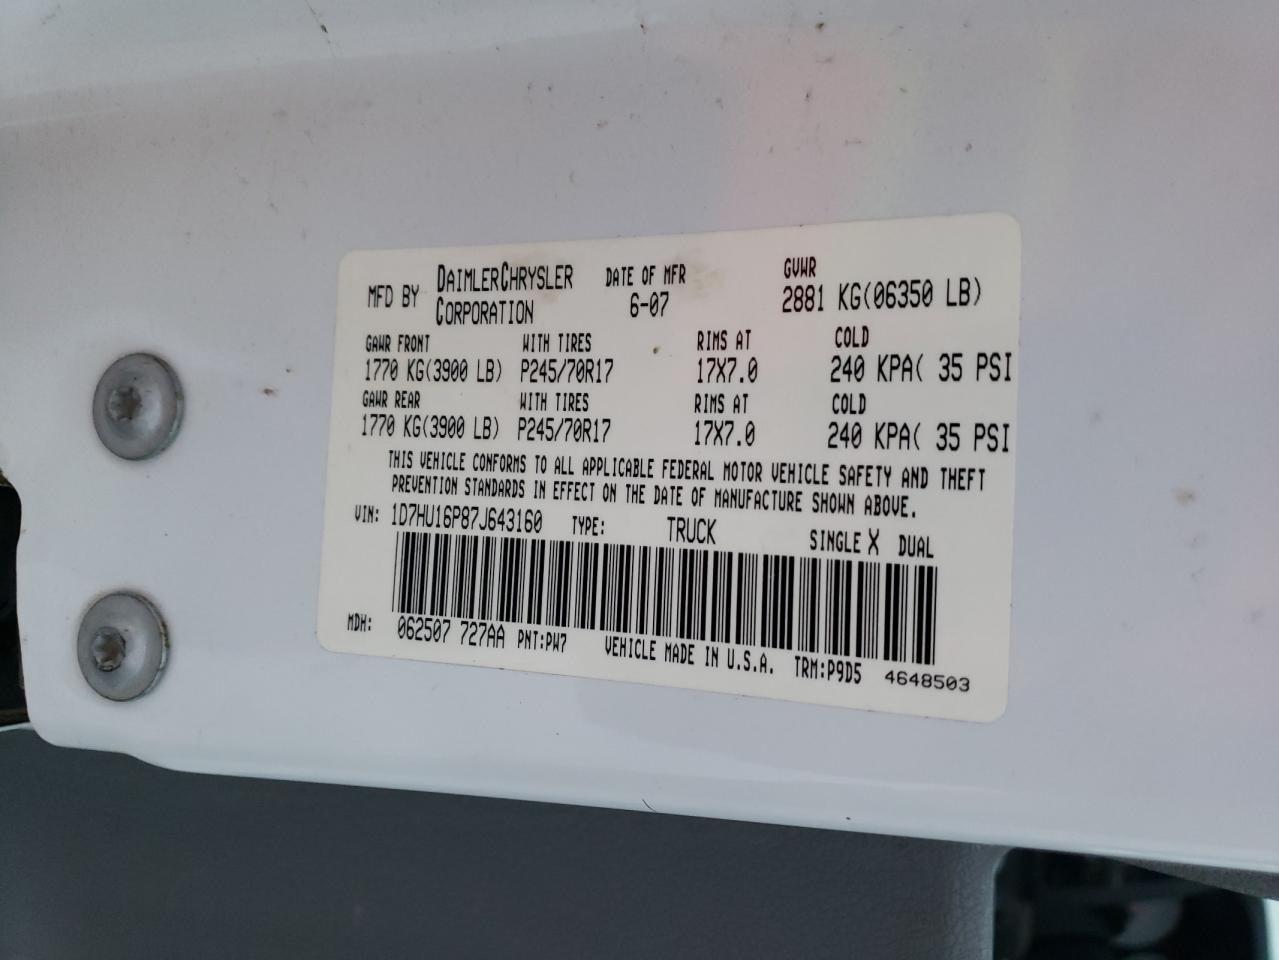 MFD BY DAIMLERCHRYSLER CORPORATION DATE OF MFR 6-07 GVWR 2881 KG(06350 LB)
GAWR FRONT WITH TIRES RIMS AT COLD
1770 KG(3900 LB) P245/70R17 17X7.0 240 KPA( 35 PSI
GAWR REAR WITH TIRES RIMS AT COLD
1770 KG(3900 LB) P245/70R17 17X7.0 240 KPA( 35 PSI
THIS VEHICLE CONFORMS TO ALL APPLICABLE FEDERAL MOTOR VEHICLE SAFETY AND THEFT
PREVENTION STANDARDS IN EFFECT ON THE DATE OF MANUFACTURE SHOWN ABOVE.
VIN: 1D7HU16P87J643160 TYPE: TRUCK SINGLE X DUAL
MDH: 062507 727AA PNT:PW7 VEHICLE MADE IN U.S.A. TRM:P9D5 4648503